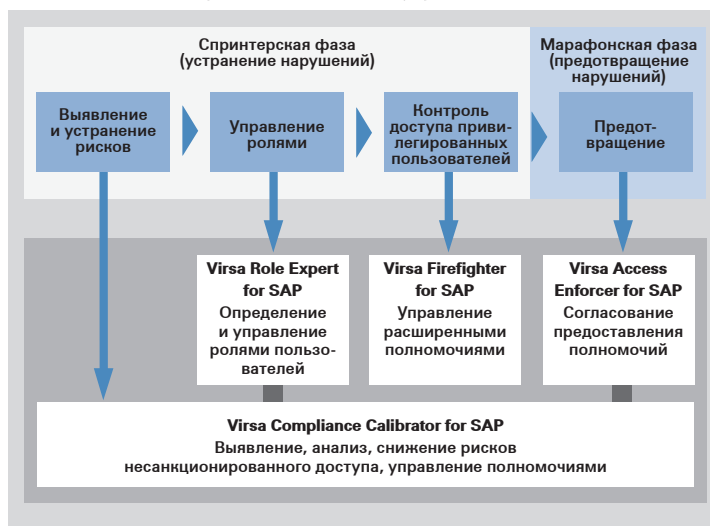 Спринтерская фаза
(устранение нарушений)
Марафонская фаза
(предотвращение
нарушений)
Выявление
и устранение
рисков
Управление
ролями
Контроль
доступа приви-
легированных
пользователей
Предот-
вращение
Virsa Role Expert
for SAP
Определение
и управление
ролями пользо-
вателей
Virsa Firefighter
for SAP
Управление
расширенными
полномочиями
Virsa Access
Enforcer for SAP
Согласование
предоставления
полномочий
Virsa Compliance Calibrator for SAP
Выявление, анализ, снижение рисков
несанкционированного доступа, управление полномочиями